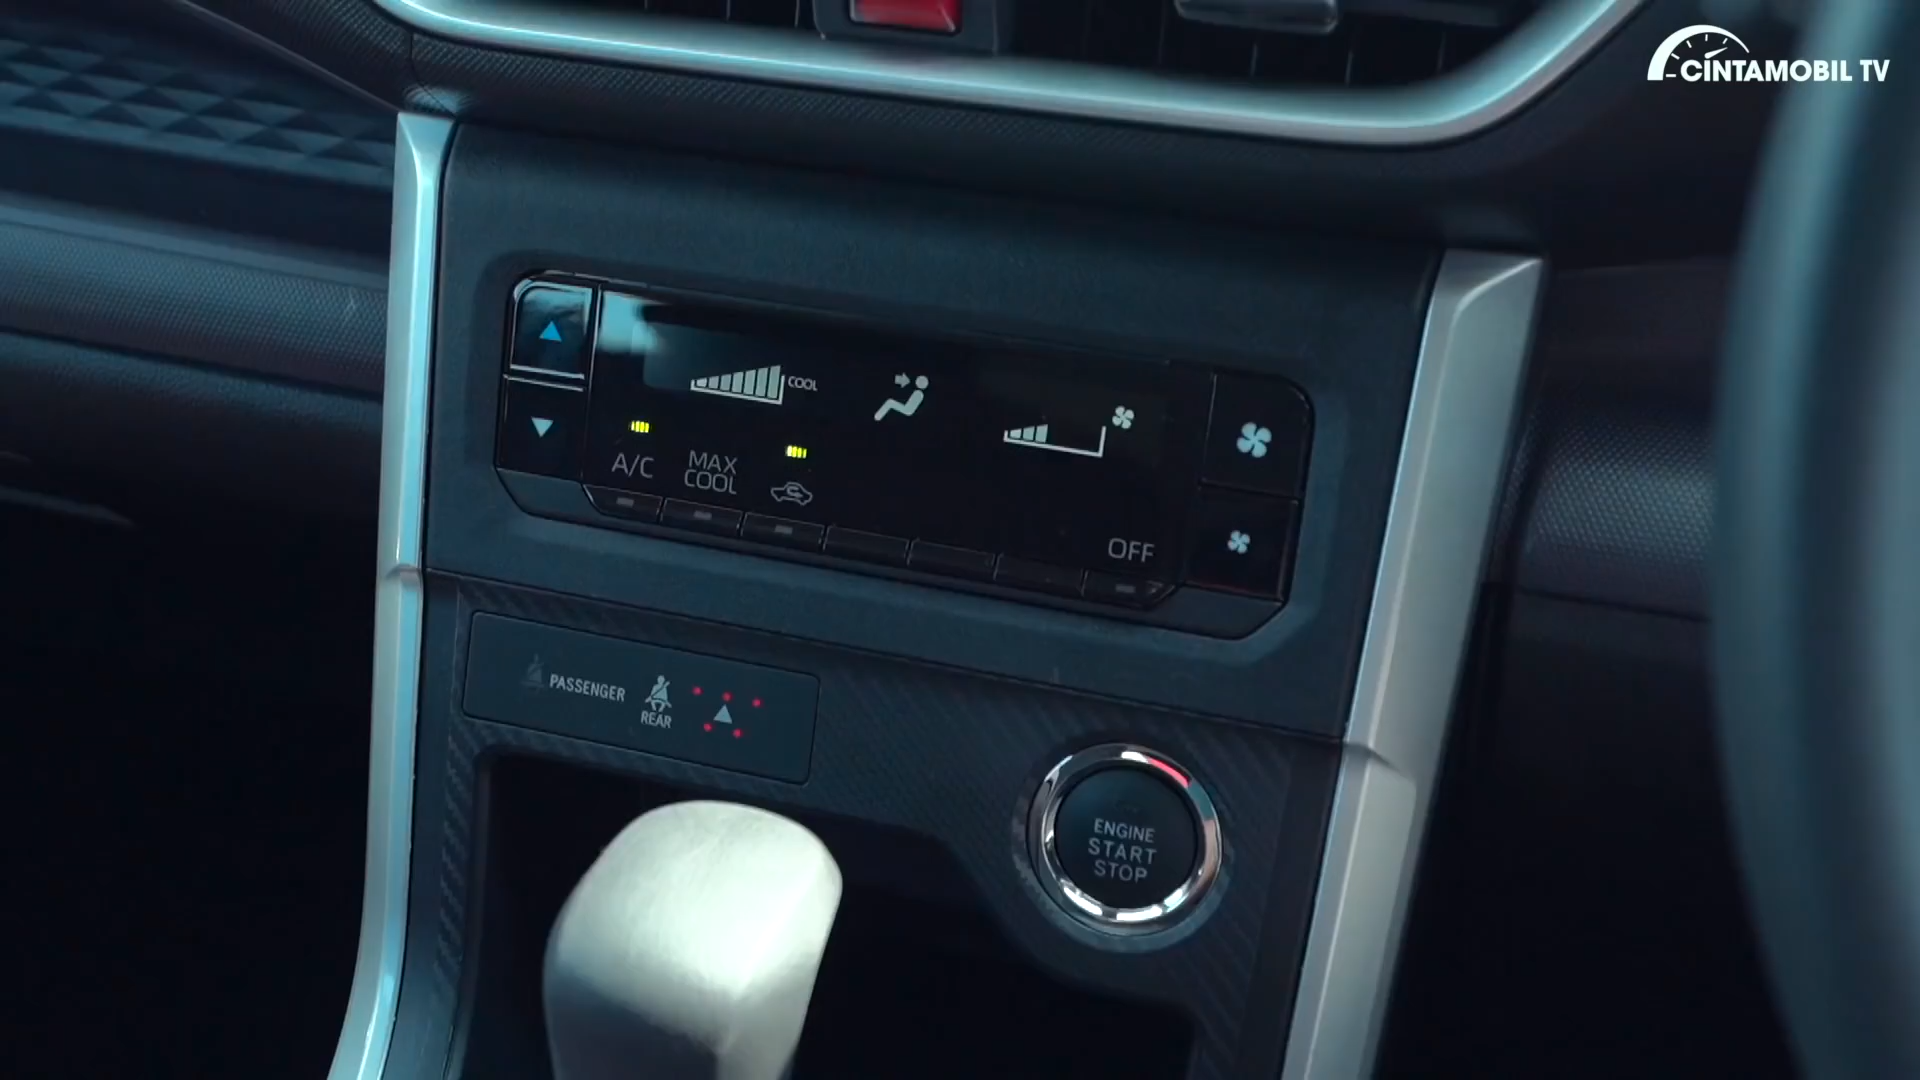 CINTAMOBIL TV
COOL
A/C
MAX
COOL
OFF
PASSENGER
REAR
ENGINE
START
STOP